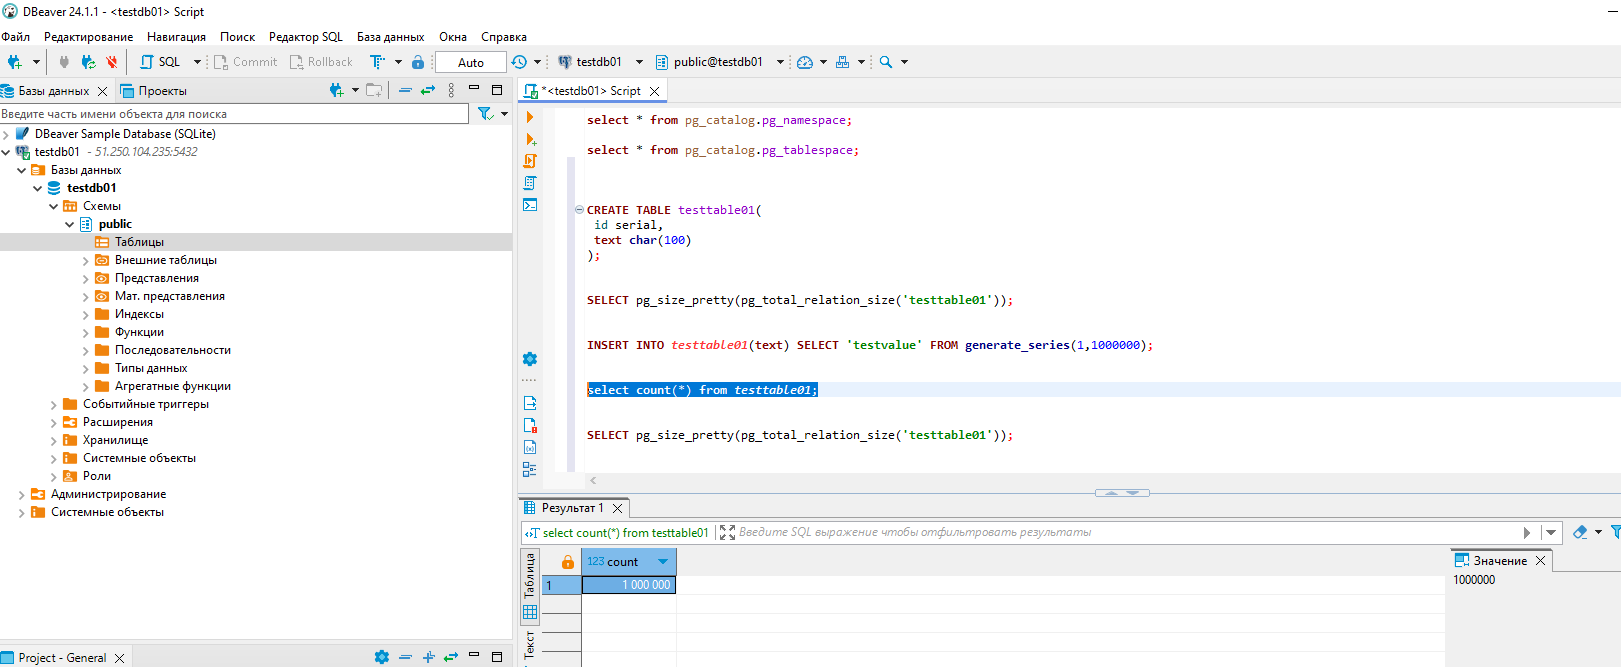 DBeaver 24.1.1 - <testdb01> Script
Файл Редактирование Навигация Поиск Редактор SQL База данных Окна Справка
SQL Commit Rollback Auto testdb01 public@testdb01
Базы данных Проекты
Введите часть имени объекта для поиска
DBeaver Sample Database (SQLite)
testdb01 - 51.250.104.235:5432
Базы данных
testdb01
Схемы
public
Таблицы
Внешние таблицы
Представления
Мат. представления
Индексы
Функции
Последовательности
Типы данных
Агрегатные функции
Событийные триггеры
Расширения
Хранилище
Системные объекты
Роли
Администрирование
Системные объекты
Project - General
*<testdb01> Script
select * from pg_catalog.pg_namespace;
select * from pg_catalog.pg_tablespace;
CREATE TABLE testtable01(
id serial,
text char(100)
);
SELECT pg_size_pretty(pg_total_relation_size('testtable01'));
INSERT INTO testtable01(text) SELECT 'testvalue' FROM generate_series(1,1000000);
select count(*) from testtable01;
SELECT pg_size_pretty(pg_total_relation_size('testtable01'));
Результат 1
select count(*) from testtable01 Введите SQL выражение чтобы отфильтровать результаты
Таблица
Текст
123 count
1 1 000 000
Значение
1000000